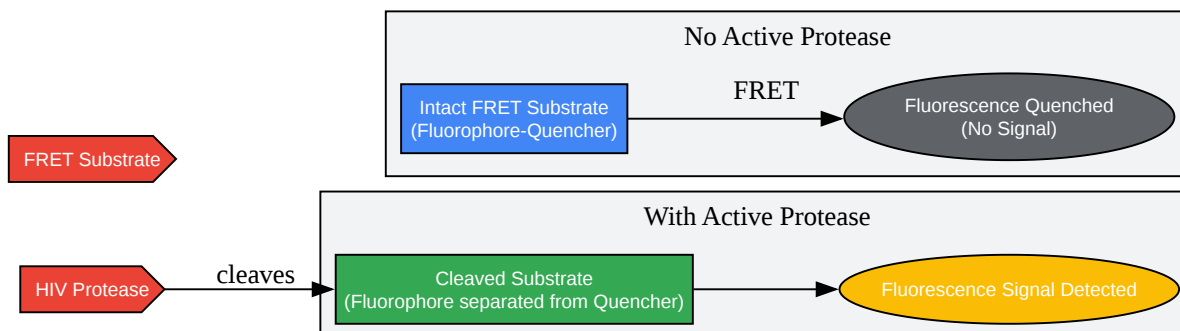 No Active Protease
Intact FRET Substrate
(Fluorophore-Quencher)
FRET
Fluorescence Quenched
(No Signal)
FRET Substrate
With Active Protease
HIV Protease
cleaves
Cleaved Substrate
(Fluorophore separated from Quencher)
Fluorescence Signal Detected